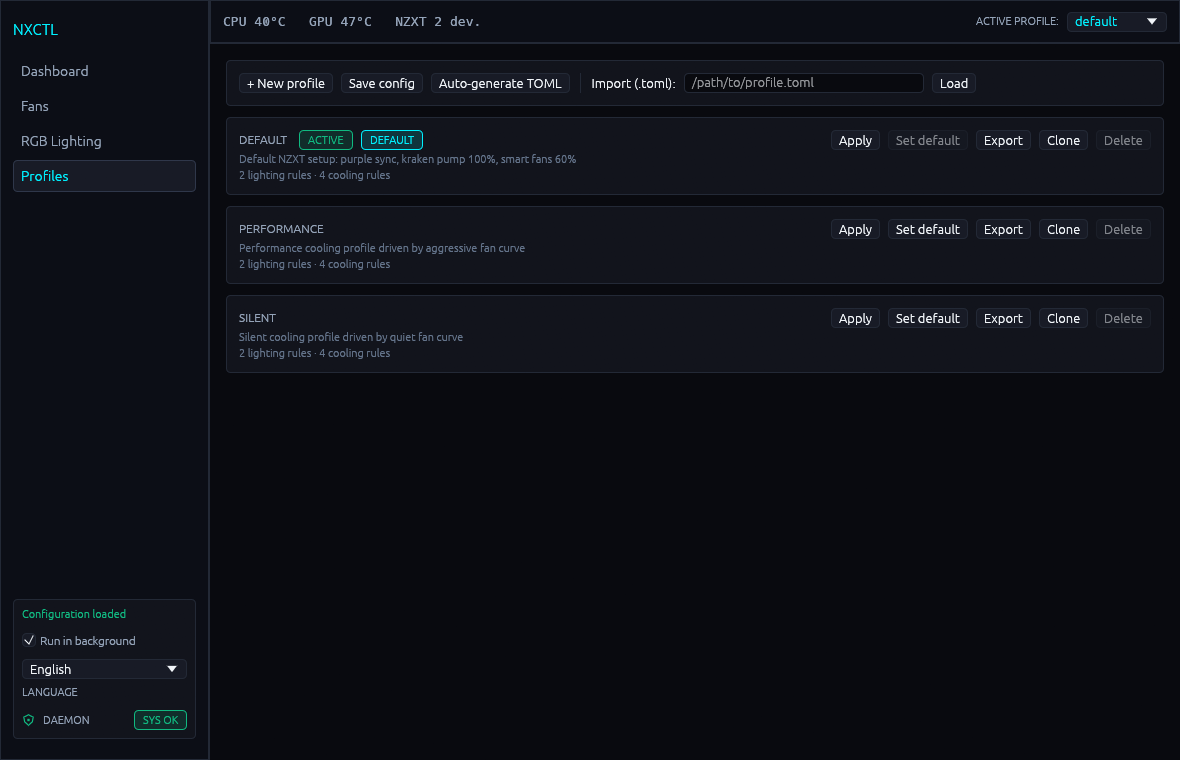 NXCTL
CPU 40°C GPU 47°C NZXT 2 dev.
ACTIVE PROFILE: default
Dashboard
Fans
RGB Lighting
Profiles
+ New profile Save config Auto-generate TOML Import (.toml): /path/to/profile.toml Load
DEFAULT ACTIVE DEFAULT Apply Set default Export Clone Delete
Default NZXT setup: purple sync, kraken pump 100%, smart fans 60%
2 lighting rules · 4 cooling rules
PERFORMANCE Apply Set default Export Clone Delete
Performance cooling profile driven by aggressive fan curve
2 lighting rules · 4 cooling rules
SILENT Apply Set default Export Clone Delete
Silent cooling profile driven by quiet fan curve
2 lighting rules · 4 cooling rules
Configuration loaded
Run in background
English
LANGUAGE
DAEMON SYS OK